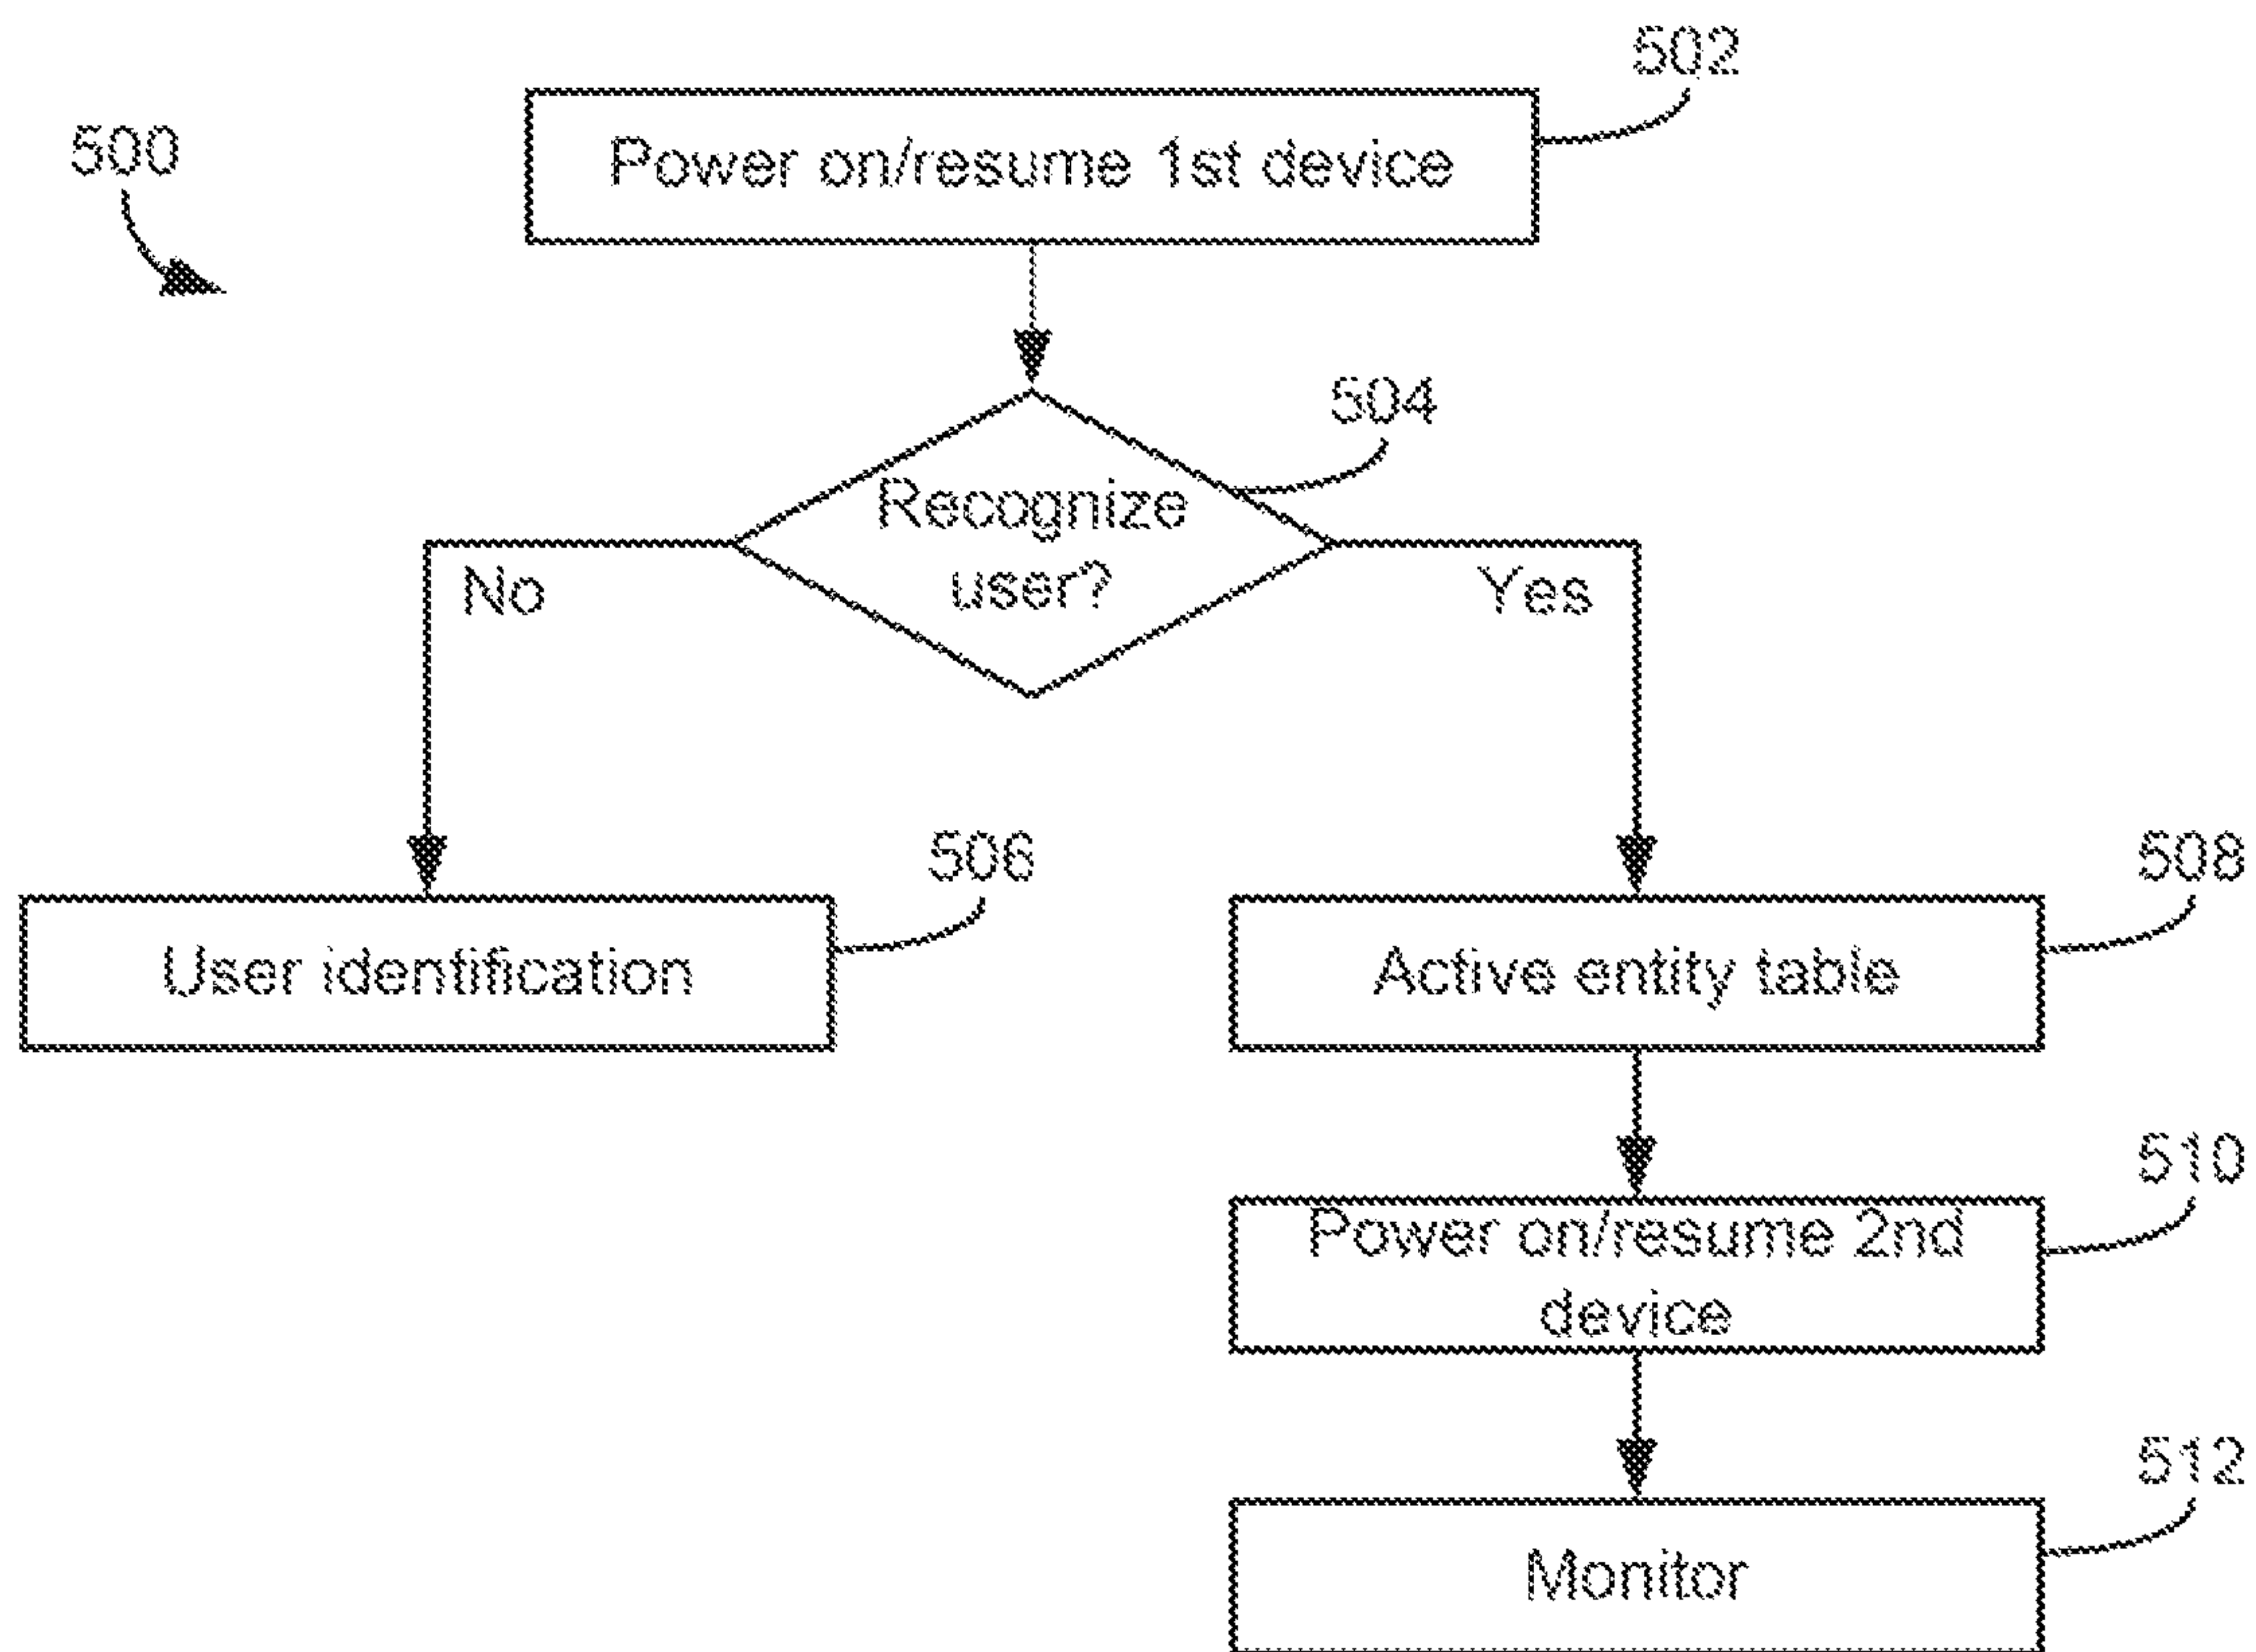 502
500
Power on/resume 1st device
504
Recognize
user?
No
Yes
506
508
User identification
Active entity table
510
Power on/resume 2nd
device
512
Monitor